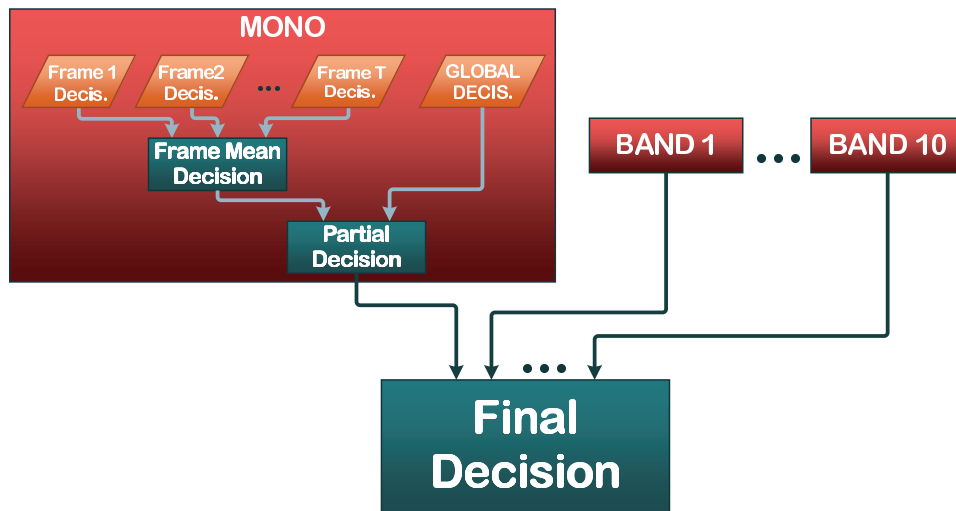 MONO
Frame 1
Decis.
Frame2
Decis.
...
Frame T
Decis.
GLOBAL
DECIS.
Frame Mean
Decision
Partial
Decision
BAND 1
...
BAND 10
...
Final
Decision